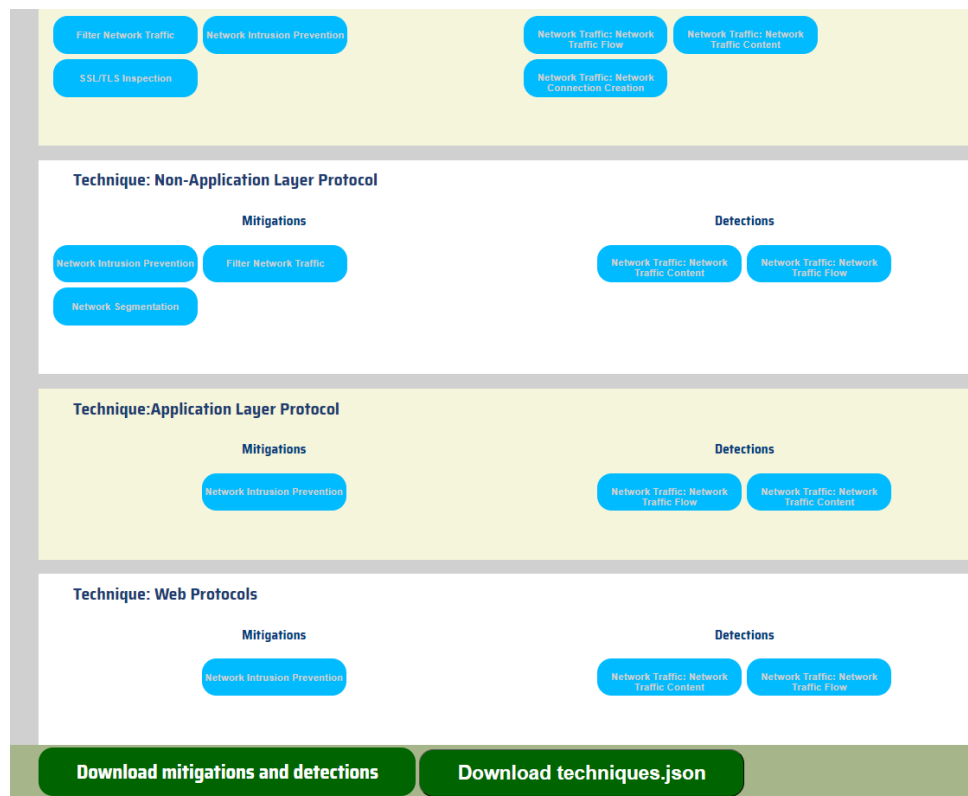 Filter Network Traffic
Network Intrusion Prevention
Network Traffic: Network
Traffic Flow
Network Traffic: Network
Traffic Content
SSL/TLS Inspection
Network Traffic: Network
Connection Creation
Technique: Non-Application Layer Protocol
Mitigations
Detections
Network Intrusion Prevention
Filter Network Traffic
Network Traffic: Network
Traffic Content
Network Traffic: Network
Traffic Flow
Network Segmentation
Technique:Application Layer Protocol
Mitigations
Detections
Network Intrusion Prevention
Network Traffic: Network
Traffic Flow
Network Traffic: Network
Traffic Content
Technique: Web Protocols
Mitigations
Detections
Network Intrusion Prevention
Network Traffic: Network
Traffic Content
Network Traffic: Network
Traffic Flow
Download mitigations and detections
Download techniques.json